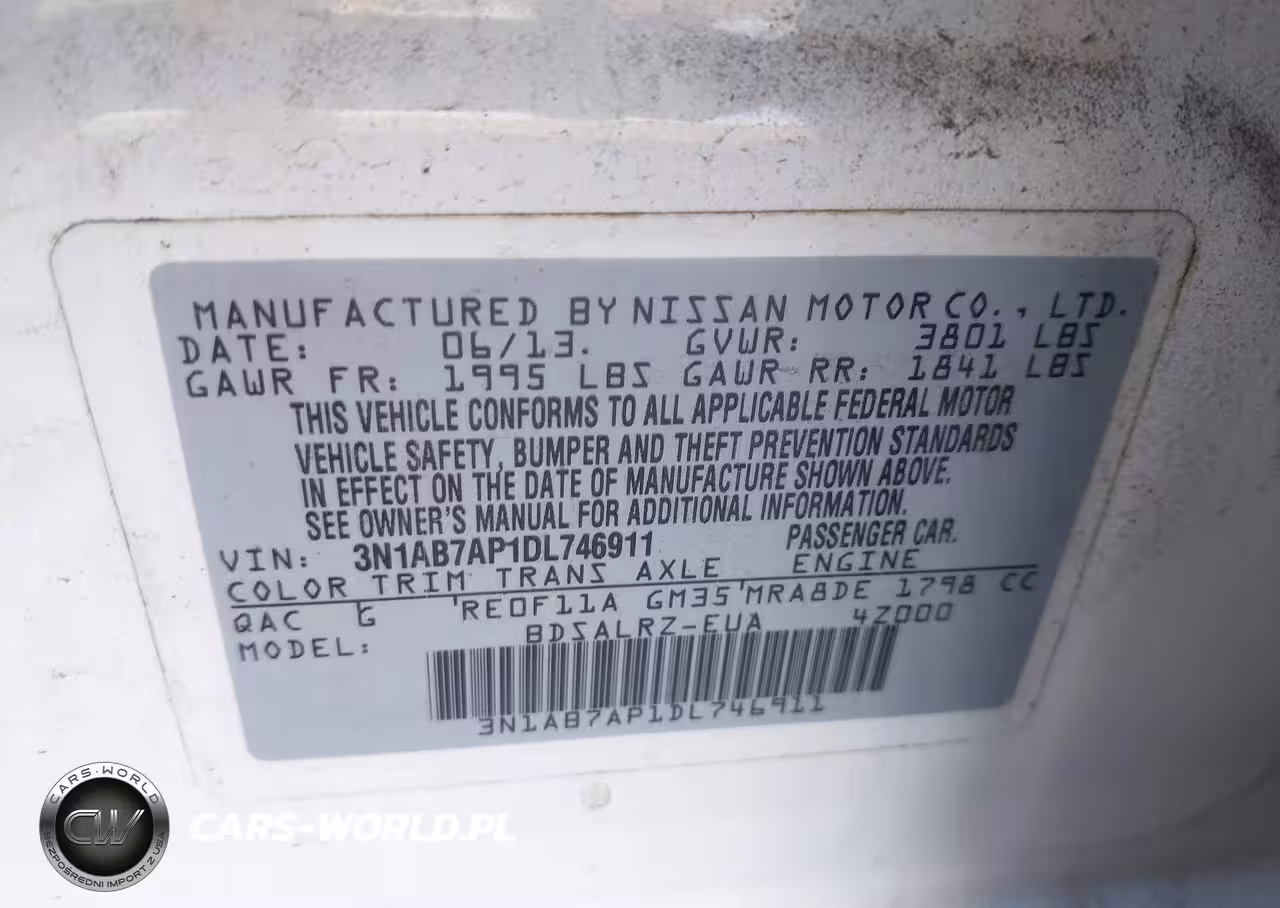 MANUFACTURED BY NISSAN MOTOR CO., LTD.
DATE: 06/13. GVWR: 3801 LBS
GAWR FR: 1995 LBS GAWR RR: 1841 LBS
THIS VEHICLE CONFORMS TO ALL APPLICABLE FEDERAL MOTOR
VEHICLE SAFETY, BUMPER AND THEFT PREVENTION STANDARDS
IN EFFECT ON THE DATE OF MANUFACTURE SHOWN ABOVE.
SEE OWNER'S MANUAL FOR ADDITIONAL INFORMATION.
VIN: 3N1AB7AP1DL746911 PASSENGER CAR.
COLOR TRIM TRANS AXLE ENGINE
QAC G RE0F11A GM35 MRA8DE 1798 CC
MODEL: BDSALRZ-EUA 4Z000
3N1AB7AP1DL746911
CARS-WORLD
CW
BEZPOŚREDNI IMPORT Z USA
CARS-WORLD.PL